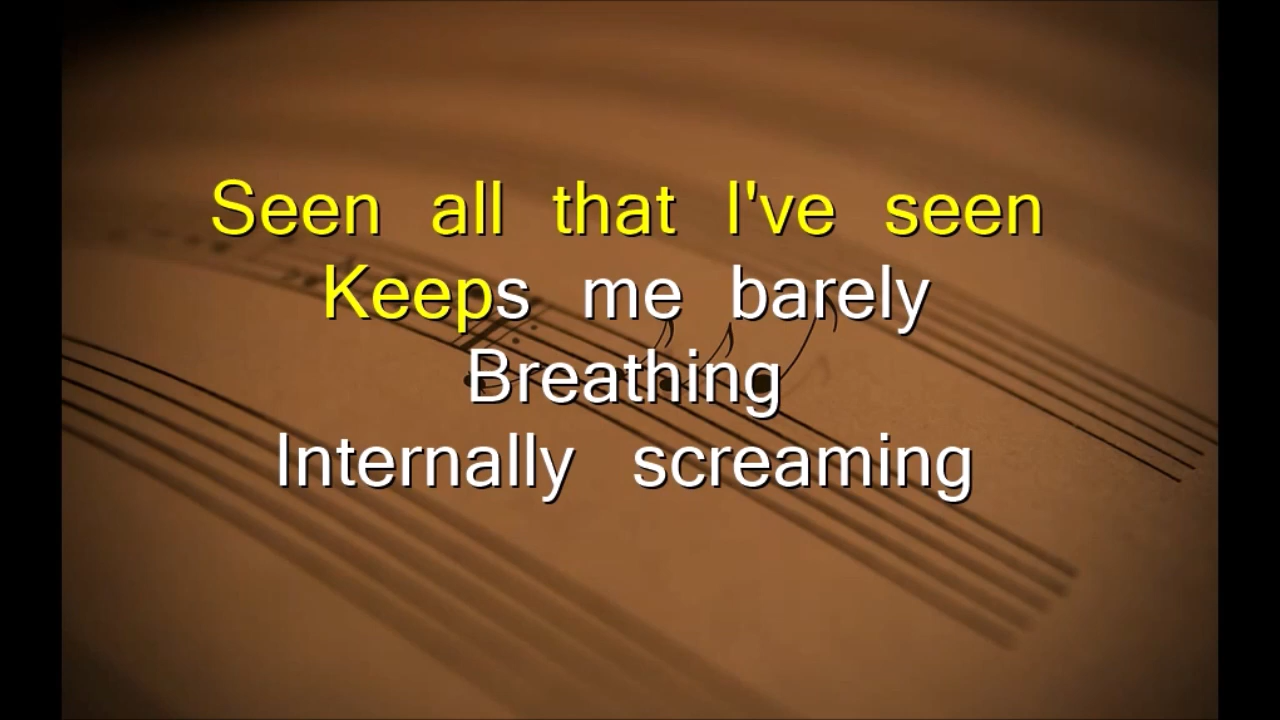 Seen all that I've seen
Keeps me barely
Breathing
Internally screaming